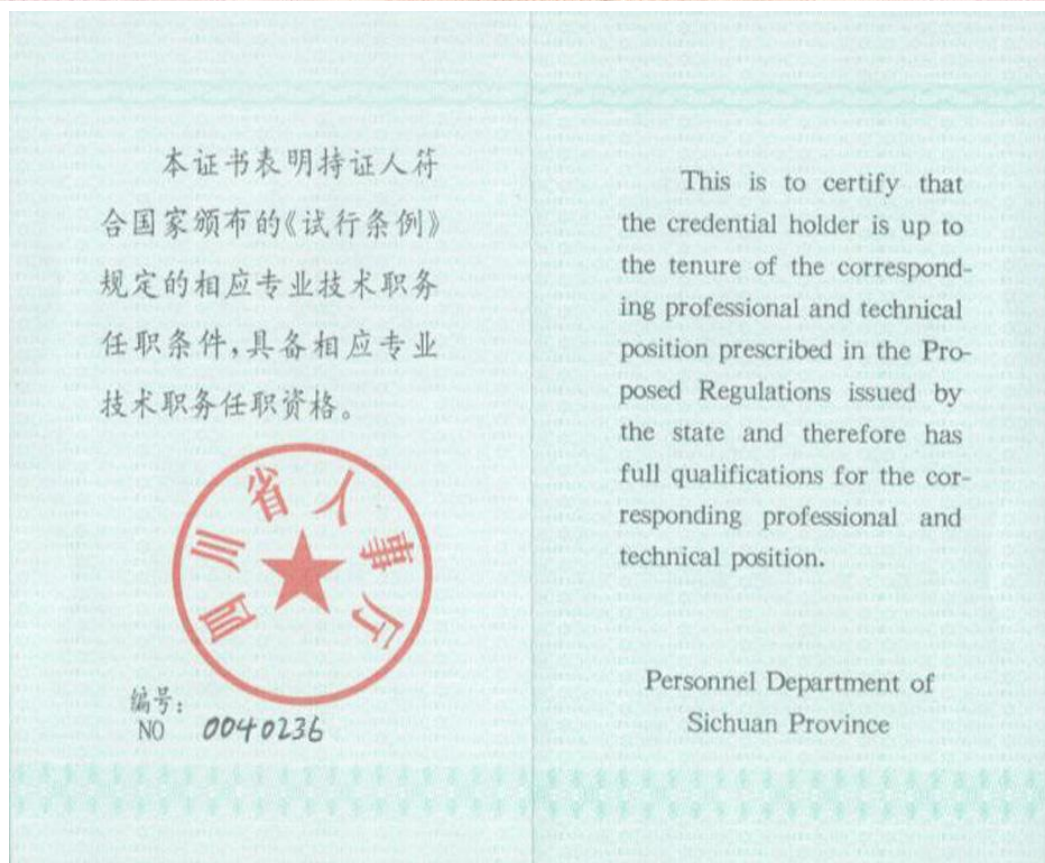 本证书表明持证人符
合国家颁布的《试行条例》
规定的相应专业技术职务
任职条件,具备相应专业
技术职务任职资格。
四川省人事厅
编号:
NO 0040236
This is to certify that
the credential holder is up to
the tenure of the correspond-
ing professional and technical
position prescribed in the Pro-
posed Regulations issued by
the state and therefore has
full qualifications for the cor-
responding professional and
technical position.
Personnel Department of
Sichuan Province